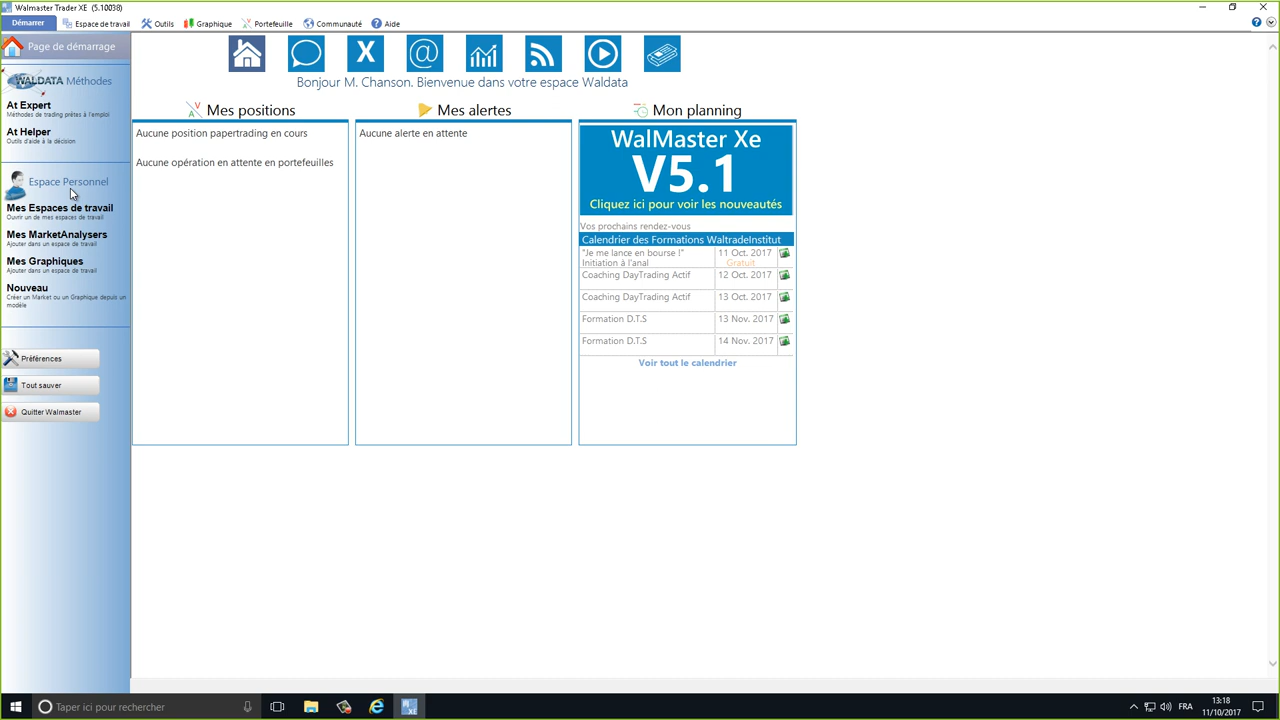 Walmaster Trader XE (5.10038)
Démarrer Espace de travail Outils Graphique Portefeuille Communauté Aide
Page de démarrage
WALDATA Méthodes
At Expert
Méthodes de trading prêtes à l'emploi
At Helper
Outils d'aide à la décision
Espace Personnel
Mes Espaces de travail
Ouvrir un de mes espaces de travail
Mes MarketAnalysers
Ajouter dans un espace de travail
Mes Graphiques
Ajouter dans un espace de travail
Nouveau
Créer un Market ou un Graphique depuis un
modèle
Préférences
Tout sauver
Quitter Walmaster
X @
Bonjour M. Chanson. Bienvenue dans votre espace Waldata
Mes positions
Aucune position papertrading en cours
Aucune opération en attente en portefeuilles
Mes alertes
Aucune alerte en attente
Mon planning
WalMaster Xe
V5.1
Cliquez ici pour voir les nouveautés
Vos prochains rendez-vous
Calendrier des Formations WaltradeInstitut
"Je me lance en bourse !" 11 Oct. 2017
Initiation à l'anal Gratuit
Coaching DayTrading Actif 12 Oct. 2017
Coaching DayTrading Actif 13 Oct. 2017
Formation D.T.S 13 Nov. 2017
Formation D.T.S 14 Nov. 2017
Voir tout le calendrier
Taper ici pour rechercher
FRA
13:18
11/10/2017